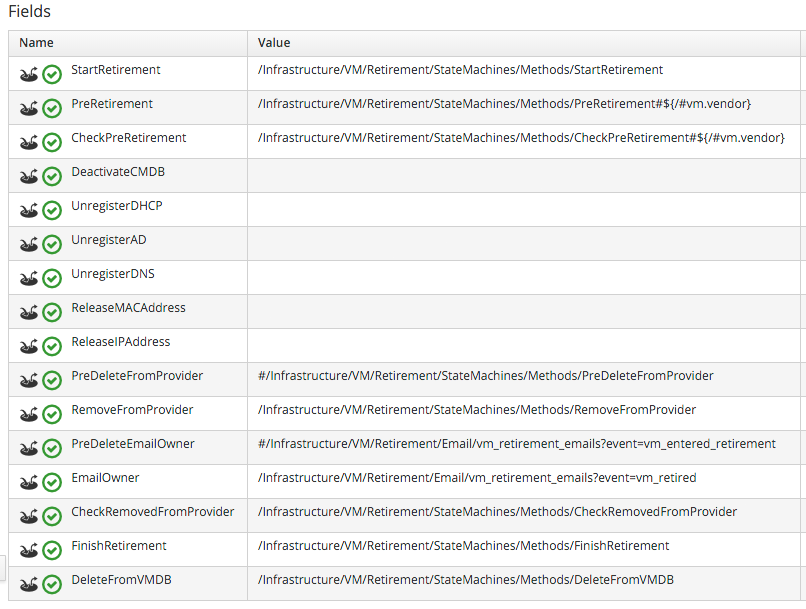 Fields
Name Value
StartRetirement /Infrastructure/VM/Retirement/StateMachines/Methods/StartRetirement
PreRetirement /Infrastructure/VM/Retirement/StateMachines/Methods/PreRetirement#${/#vm.vendor}
CheckPreRetirement /Infrastructure/VM/Retirement/StateMachines/Methods/CheckPreRetirement#${/#vm.vendor}
DeactivateCMDB
UnregisterDHCP
UnregisterAD
UnregisterDNS
ReleaseMACAddress
ReleaseIPAddress
PreDeleteFromProvider #/Infrastructure/VM/Retirement/StateMachines/Methods/PreDeleteFromProvider
RemoveFromProvider /Infrastructure/VM/Retirement/StateMachines/Methods/RemoveFromProvider
PreDeleteEmailOwner #/Infrastructure/VM/Retirement/Email/vm_retirement_emails?event=vm_entered_retirement
EmailOwner /Infrastructure/VM/Retirement/Email/vm_retirement_emails?event=vm_retired
CheckRemovedFromProvider /Infrastructure/VM/Retirement/StateMachines/Methods/CheckRemovedFromProvider
FinishRetirement /Infrastructure/VM/Retirement/StateMachines/Methods/FinishRetirement
DeleteFromVMDB /Infrastructure/VM/Retirement/StateMachines/Methods/DeleteFromVMDB